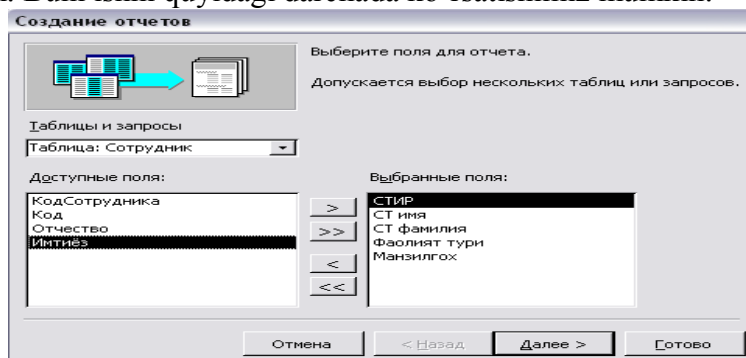 Создание отчетов
Выберите поля для отчета.
Допускается выбор нескольких таблиц или запросов.
Таблицы и запросы
Таблица: Сотрудник
Доступные поля:
Выбранные поля:
КодСотрудника
Код
Отчество
Имтиёз
>
>>
<
<<
СТИР
СТ имя
СТ фамилия
Фаолият тури
Манзилгох
Отмена
< Назад
Далее >
Готово